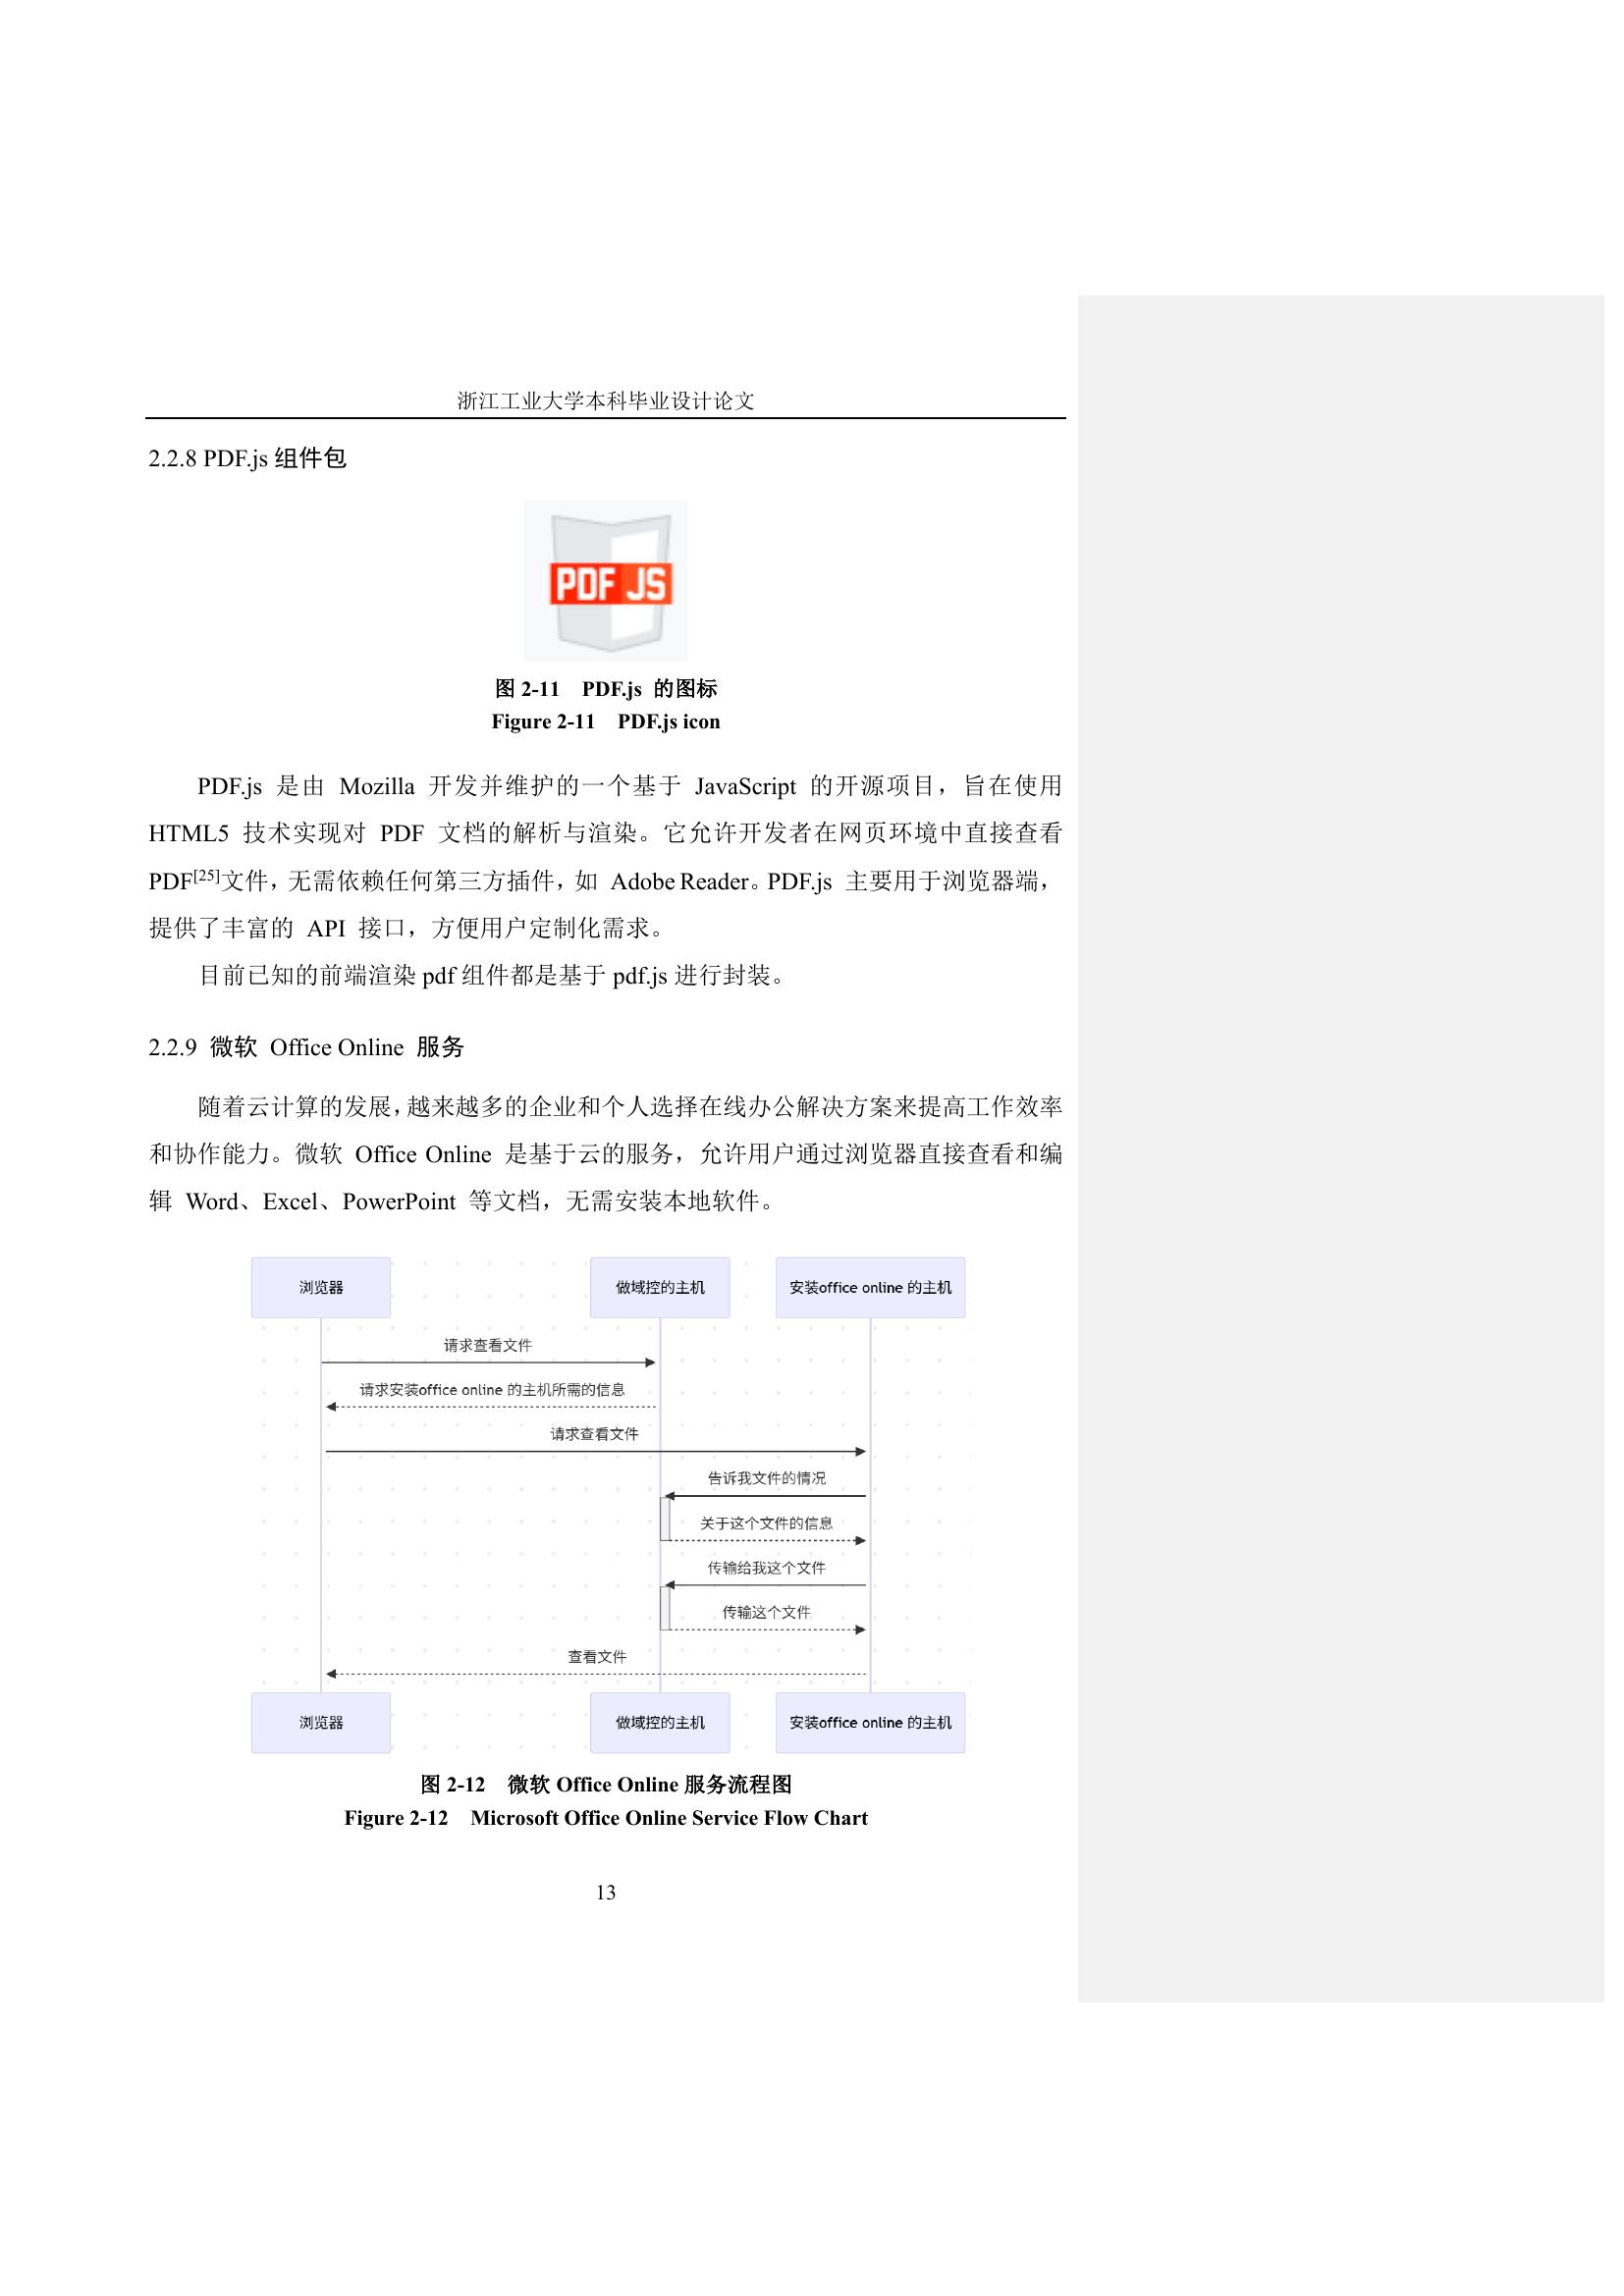 浙江工业大学本科毕业设计论文
2.2.8 PDF.js 组件包
PDF JS
图 2-11 PDF.js 的图标
Figure 2-11 PDF.js icon
PDF.js 是由 Mozilla 开发并维护的一个基于 JavaScript 的开源项目，旨在使用
HTML5 技术实现对 PDF 文档的解析与渲染。它允许开发者在网页环境中直接查看
PDF[25]文件，无需依赖任何第三方插件，如 Adobe Reader。PDF.js 主要用于浏览器端，
提供了丰富的 API 接口，方便用户定制化需求。
目前已知的前端渲染 pdf 组件都是基于 pdf.js 进行封装。
2.2.9 微软 Office Online 服务
随着云计算的发展，越来越多的企业和个人选择在线办公解决方案来提高工作效率
和协作能力。微软 Office Online 是基于云的服务，允许用户通过浏览器直接查看和编
辑 Word、Excel、PowerPoint 等文档，无需安装本地软件。
浏览器 做域控的主机 安装office online 的主机
请求查看文件
请求安装office online 的主机所需的信息
请求查看文件
告诉我文件的情况
关于这个文件的信息
传输给我这个文件
传输这个文件
查看文件
浏览器 做域控的主机 安装office online 的主机
图 2-12 微软 Office Online 服务流程图
Figure 2-12 Microsoft Office Online Service Flow Chart
13